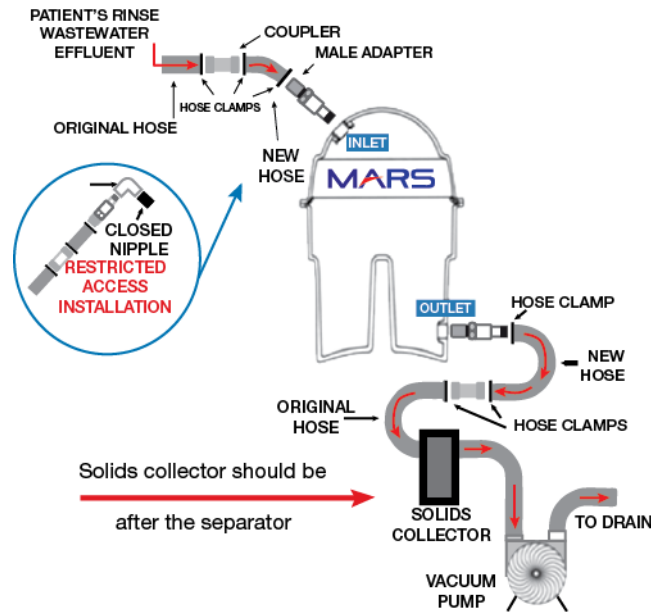 PATIENT'S RINSE
WASTEWATER
EFFLUENT
COUPLER
MALE ADAPTER
HOSE CLAMPS
ORIGINAL HOSE
NEW
HOSE
INLET
MARS
CLOSED
NIPPLE
RESTRICTED
ACCESS
INSTALLATION
OUTLET
HOSE CLAMP
NEW
HOSE
ORIGINAL
HOSE
HOSE CLAMPS
Solids collector should be
after the separator
SOLIDS
COLLECTOR
TO DRAIN
VACUUM
PUMP